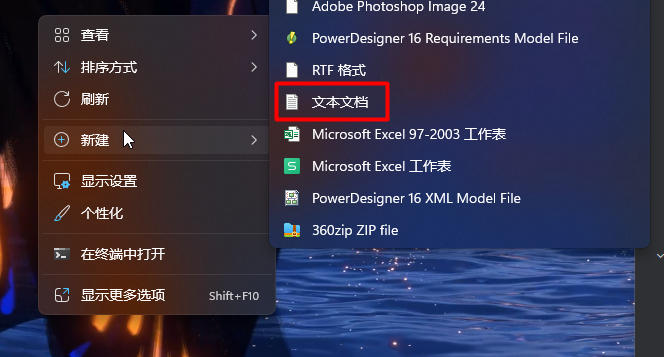 查看
排序方式
刷新
新建
显示设置
个性化
在终端中打开
显示更多选项 Shift+F10
Adobe Photoshop Image 24
PowerDesigner 16 Requirements Model File
RTF 格式
文本文档
Microsoft Excel 97-2003 工作表
Microsoft Excel 工作表
PowerDesigner 16 XML Model File
360zip ZIP file